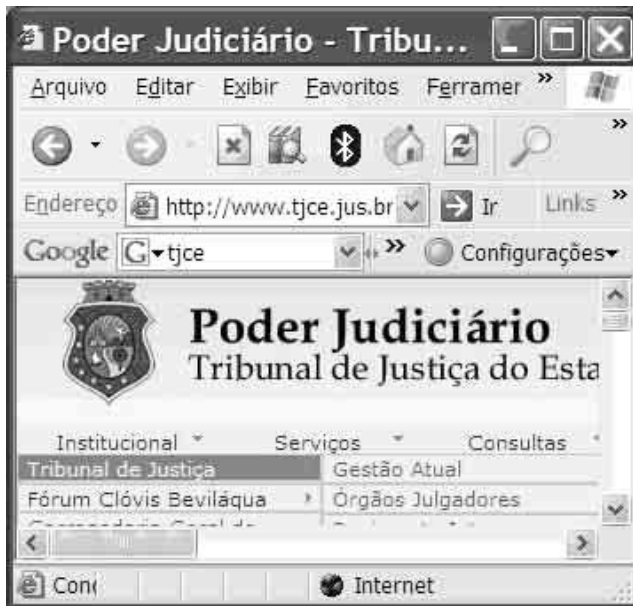 Poder Judiciário - Tribu...
Arquivo Editar Exibir Favoritos Ferramer »
»
Endereço http://www.tjce.jus.br Ir Links »
Google G tjce » Configurações
Poder Judiciário
Tribunal de Justiça do Esta
Institucional Serviços Consultas
Tribunal de Justiça Gestão Atual
Fórum Clóvis Beviláqua Órgãos Julgadores
Internet